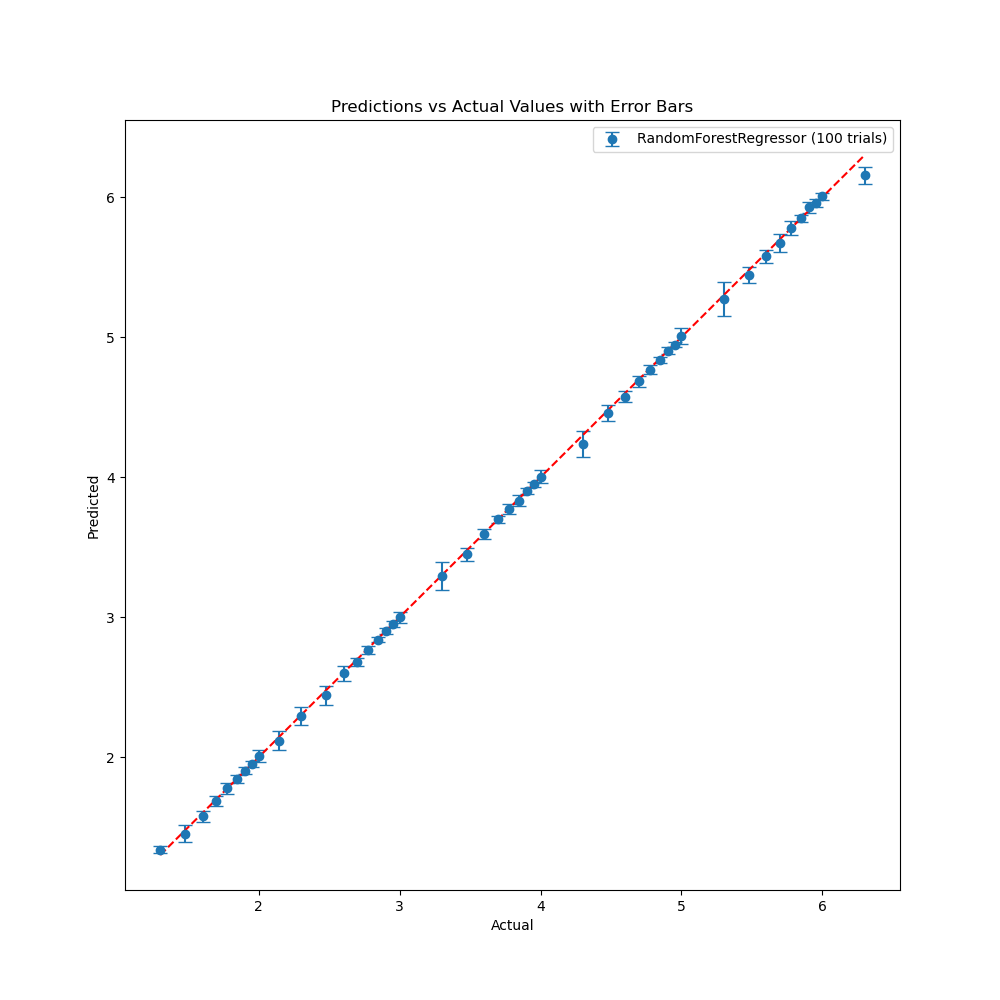 Predictions vs Actual Values with Error Bars
RandomForestRegressor (100 trials)
6
5
4
3
2
Predicted
2 3 4 5 6
Actual